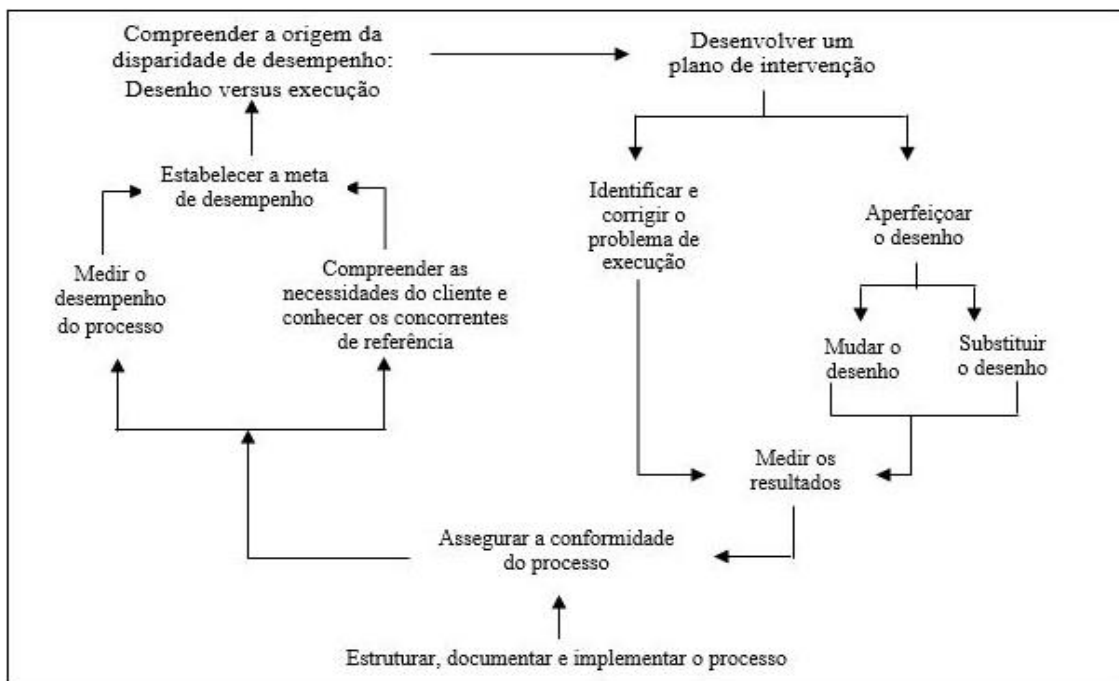 Compreender a origem da
disparidade de desempenho:
Desenho versus execução
Desenvolver um
plano de intervenção
Estabelecer a meta
de desempenho
Identificar e
corrigir o
problema de
execução
Aperfeiçoar
o desenho
Medir o
desempenho
do processo
Compreender as
necessidades do cliente e
conhecer os concorrentes
de referência
Mudar o
desenho
Substituir
o desenho
Medir os
resultados
Assegurar a conformidade
do processo
Estruturar, documentar e implementar o processo